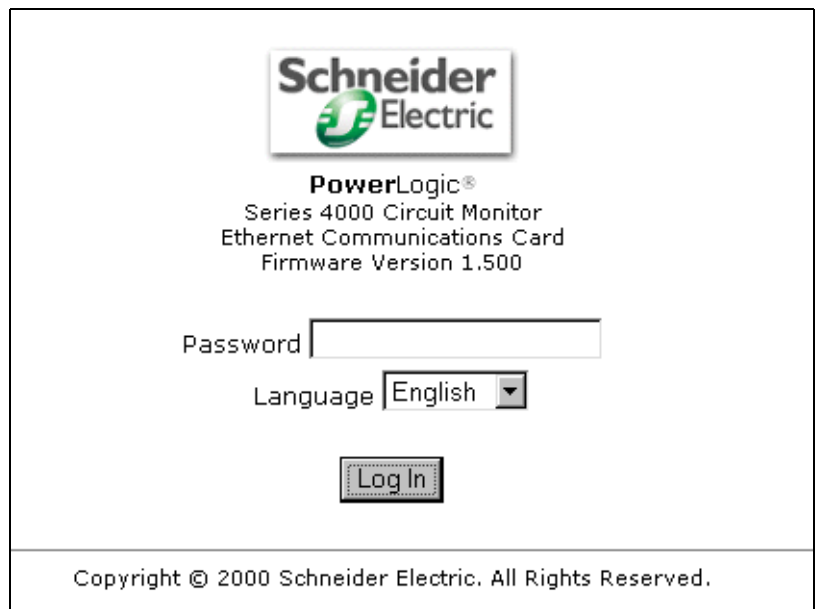 Schneider
Electric
PowerLogic®
Series 4000 Circuit Monitor
Ethernet Communications Card
Firmware Version 1.500
Password
Language English
Log In
Copyright © 2000 Schneider Electric. All Rights Reserved.